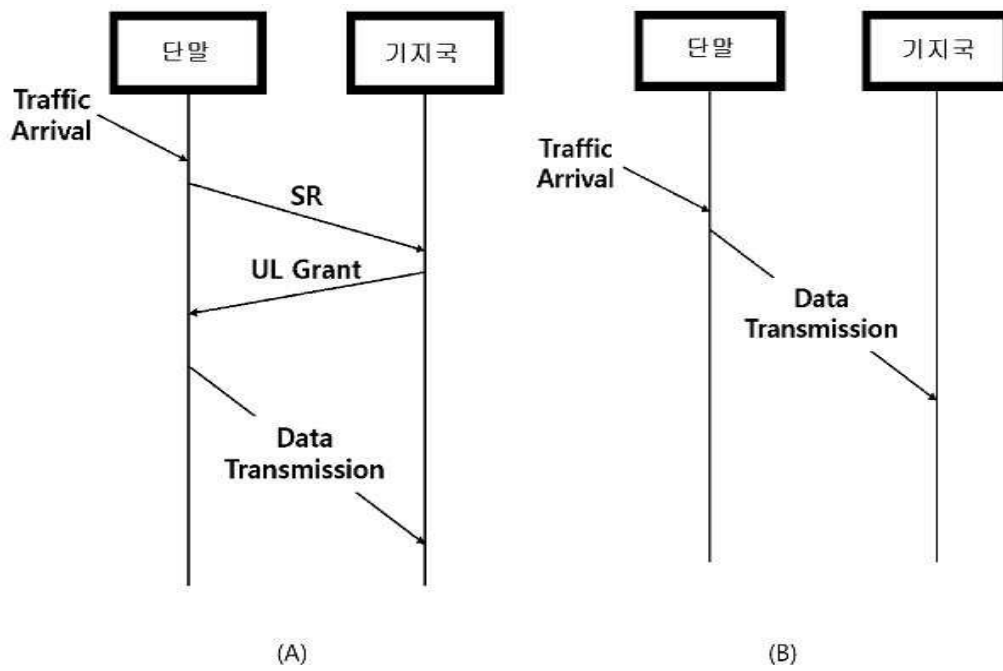 단말
기지국
Traffic
Arrival
SR
UL Grant
Data
Transmission
(A)
단말
기지국
Traffic
Arrival
Data
Transmission
(B)